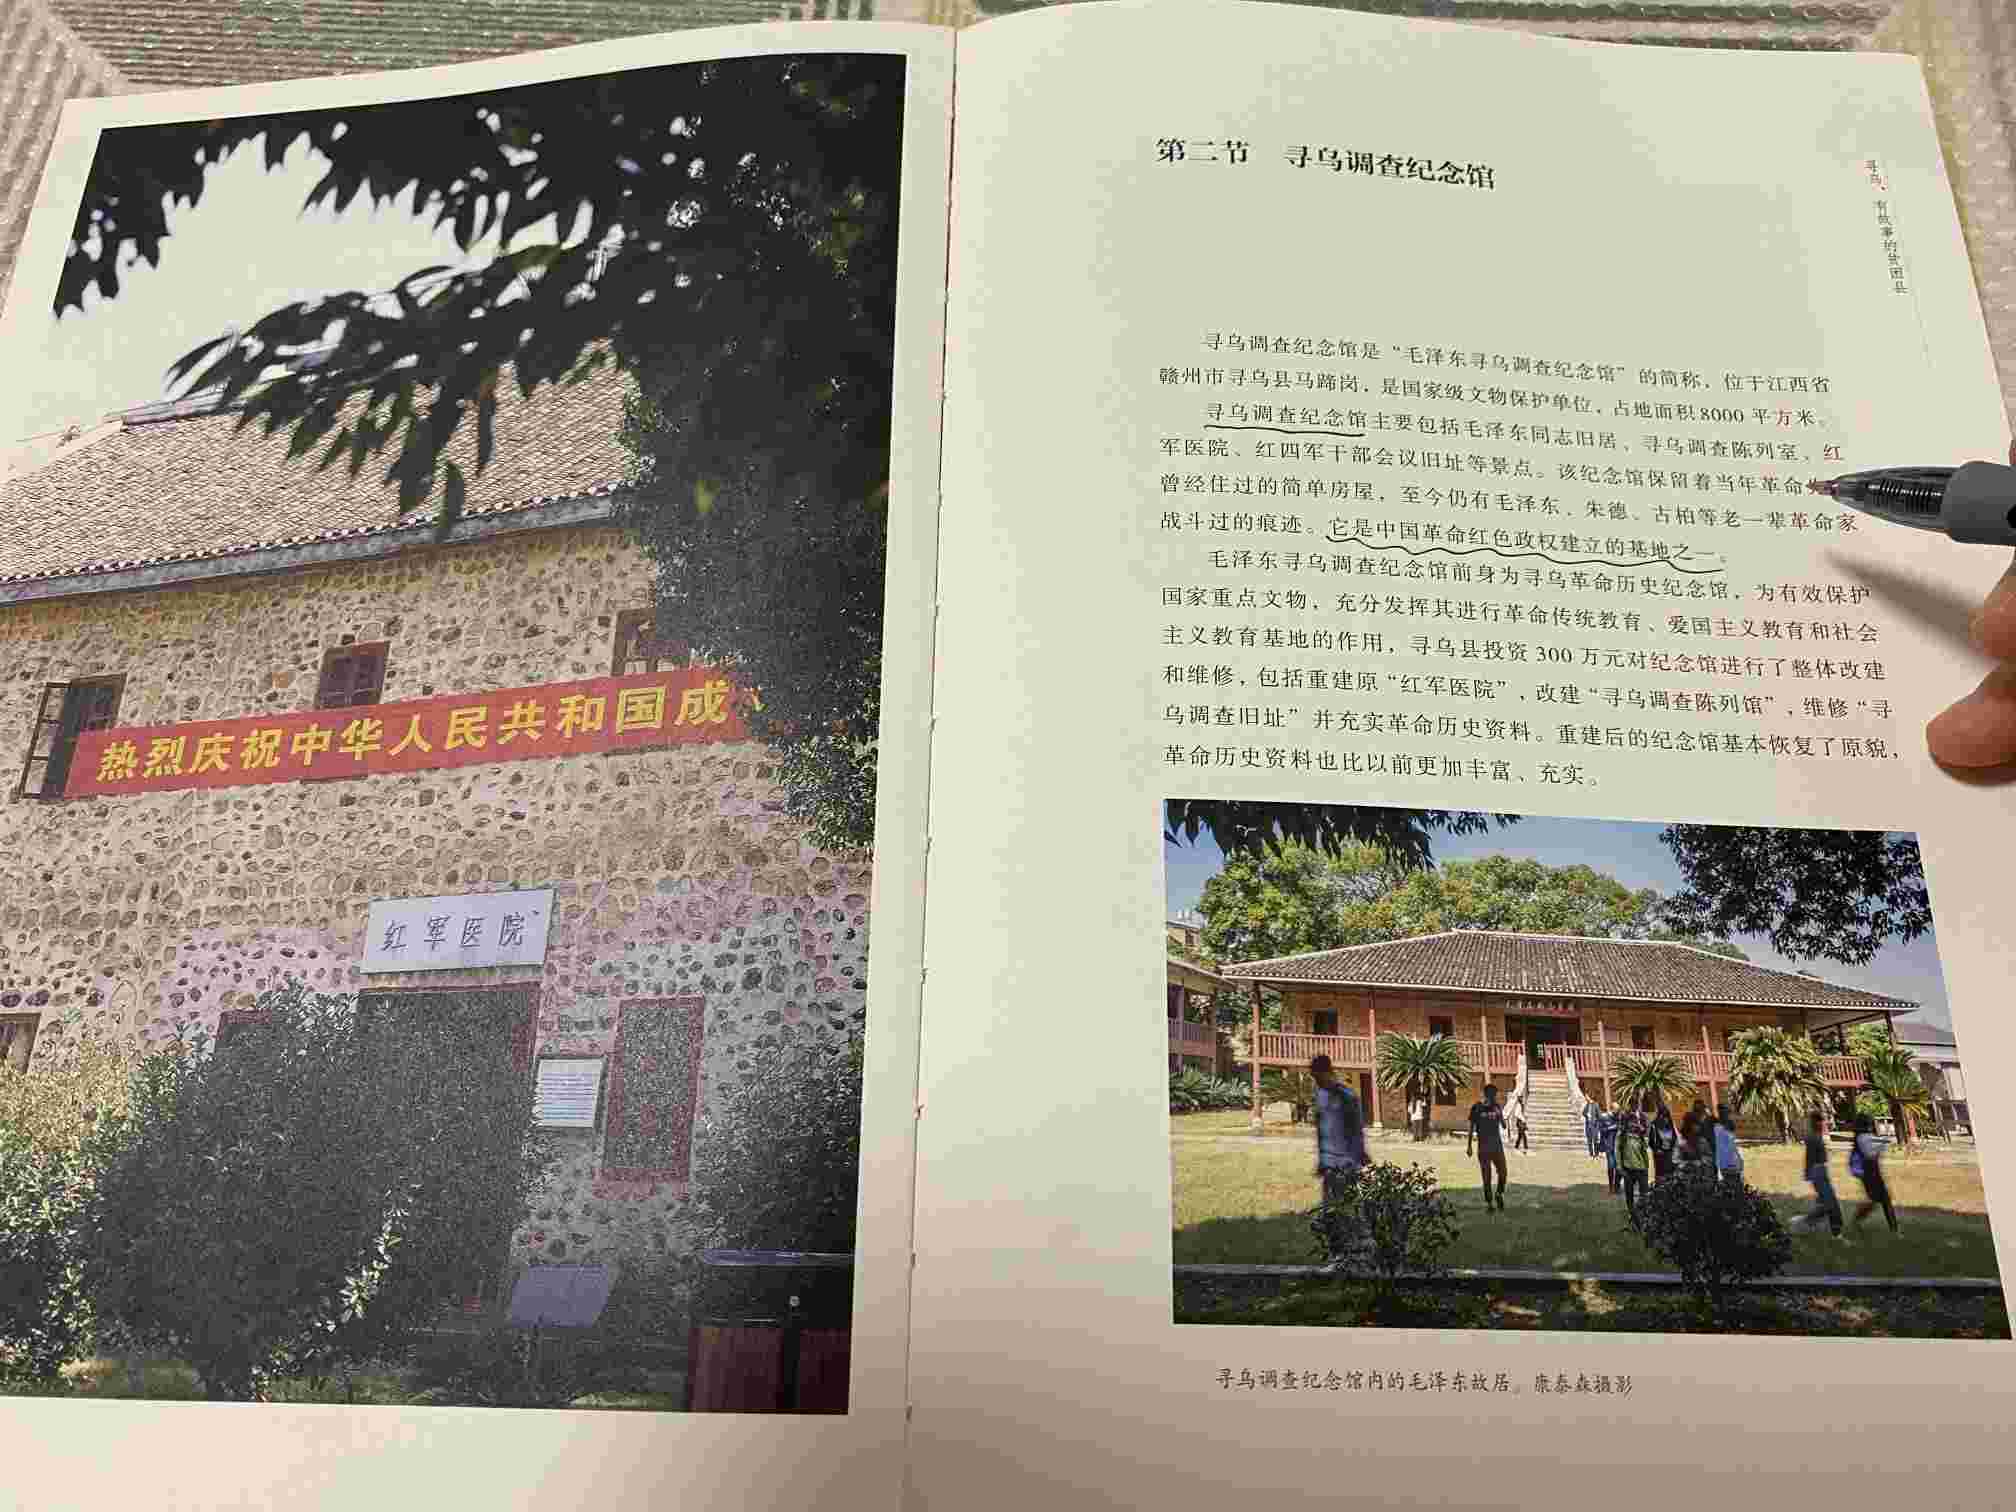 热烈庆祝中华人民共和国成
红军医院
第二节 寻乌调查纪念馆
寻乌，有故事的贫困县
寻乌调查纪念馆是“毛泽东寻乌调查纪念馆”的简称，位于江西省
赣州市寻乌县马蹄岗，是国家级文物保护单位，占地面积8000 平方米。
寻乌调查纪念馆主要包括毛泽东同志旧居、寻乌调查陈列室、红
军医院、红四军干部会议旧址等景点。该纪念馆保留着当年革命
曾经住过的简单房屋，至今仍有毛泽东、朱德、古柏等老一辈革命家
战斗过的痕迹。它是中国革命红色政权建立的基地之一。
毛泽东寻乌调查纪念馆前身为寻乌革命历史纪念馆，为有效保护
国家重点文物，充分发挥其进行革命传统教育、爱国主义教育和社会
主义教育基地的作用，寻乌县投资 300 万元对纪念馆进行了整体改建
和维修，包括重建原“红军医院”，改建“寻乌调查陈列馆”，维修“寻
乌调查旧址”并充实革命历史资料。重建后的纪念馆基本恢复了原貌，
革命历史资料也比以前更加丰富、充实。
寻乌调查纪念馆内的毛泽东故居。康泰森摄影